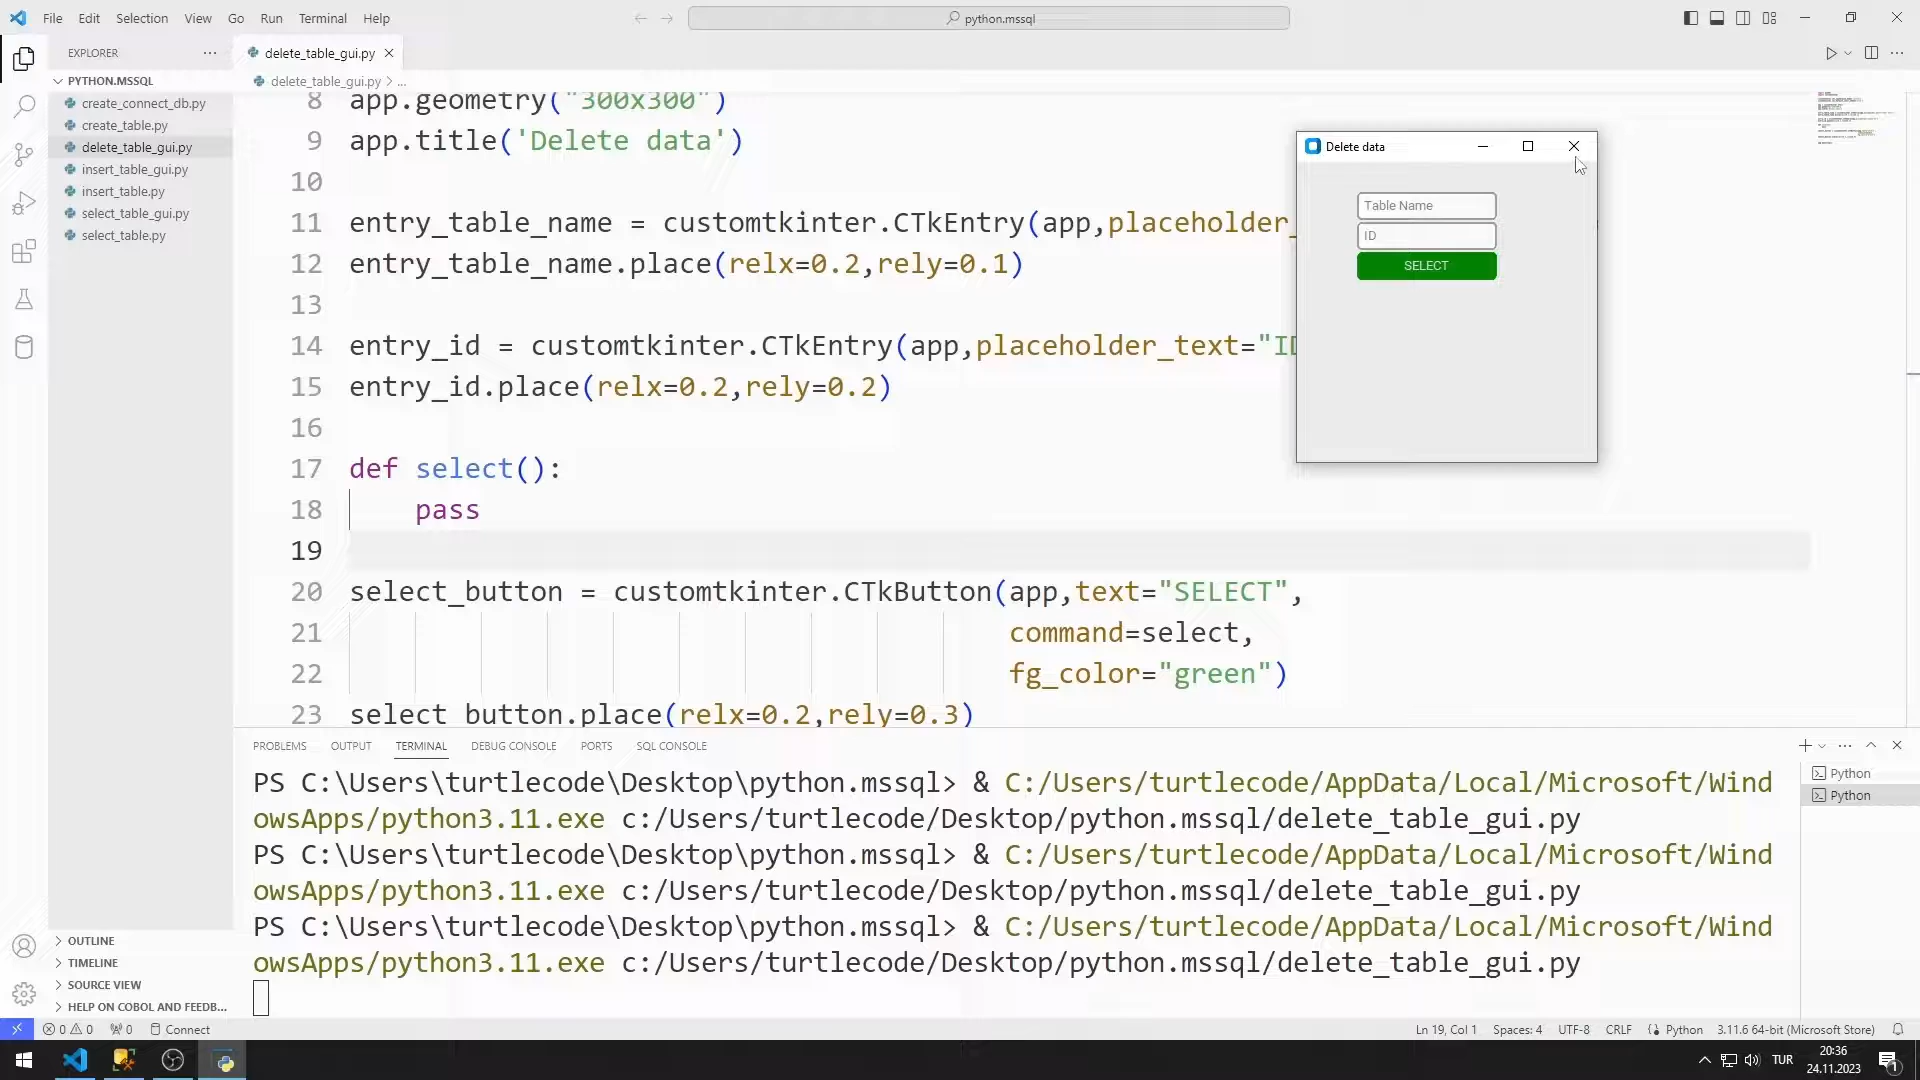 File Edit Selection View Go Run Terminal Help
python.mssql
EXPLORER
delete_table_gui.py
PYTHON.MSSQL
delete_table_gui.py > ...
create_connect_db.py
create_table.py
delete_table_gui.py
insert_table_gui.py
insert_table.py
select_table_gui.py
select_table.py
8 app.geometry("300x300")
9 app.title('Delete data')
10
11 entry_table_name = customtkinter.CTkEntry(app,placeholder_
12 entry_table_name.place(relx=0.2,rely=0.1)
13
14 entry_id = customtkinter.CTkEntry(app,placeholder_text="ID
15 entry_id.place(relx=0.2,rely=0.2)
16
17 def select():
18 pass
19
20 select_button = customtkinter.CTkButton(app,text="SELECT",
21 command=select,
22 fg_color="green")
23 select_button.place(relx=0.2,rely=0.3)
Delete data
Table Name
ID
SELECT
PROBLEMS OUTPUT TERMINAL DEBUG CONSOLE PORTS SQL CONSOLE
PS C:\Users\turtlecode\Desktop\python.mssql> & C:/Users/turtlecode/AppData/Local/Microsoft/Wind
owsApps/python3.11.exe c:/Users/turtlecode/Desktop/python.mssql/delete_table_gui.py
PS C:\Users\turtlecode\Desktop\python.mssql> & C:/Users/turtlecode/AppData/Local/Microsoft/Wind
owsApps/python3.11.exe c:/Users/turtlecode/Desktop/python.mssql/delete_table_gui.py
PS C:\Users\turtlecode\Desktop\python.mssql> & C:/Users/turtlecode/AppData/Local/Microsoft/Wind
owsApps/python3.11.exe c:/Users/turtlecode/Desktop/python.mssql/delete_table_gui.py
Python
Python
OUTLINE
TIMELINE
SOURCE VIEW
HELP ON COBOL AND FEEDB...
0 0 0 Connect
Ln 19, Col 1 Spaces: 4 UTF-8 CRLF Python 3.11.6 64-bit (Microsoft Store)
TUR
20:36
24.11.2023
1